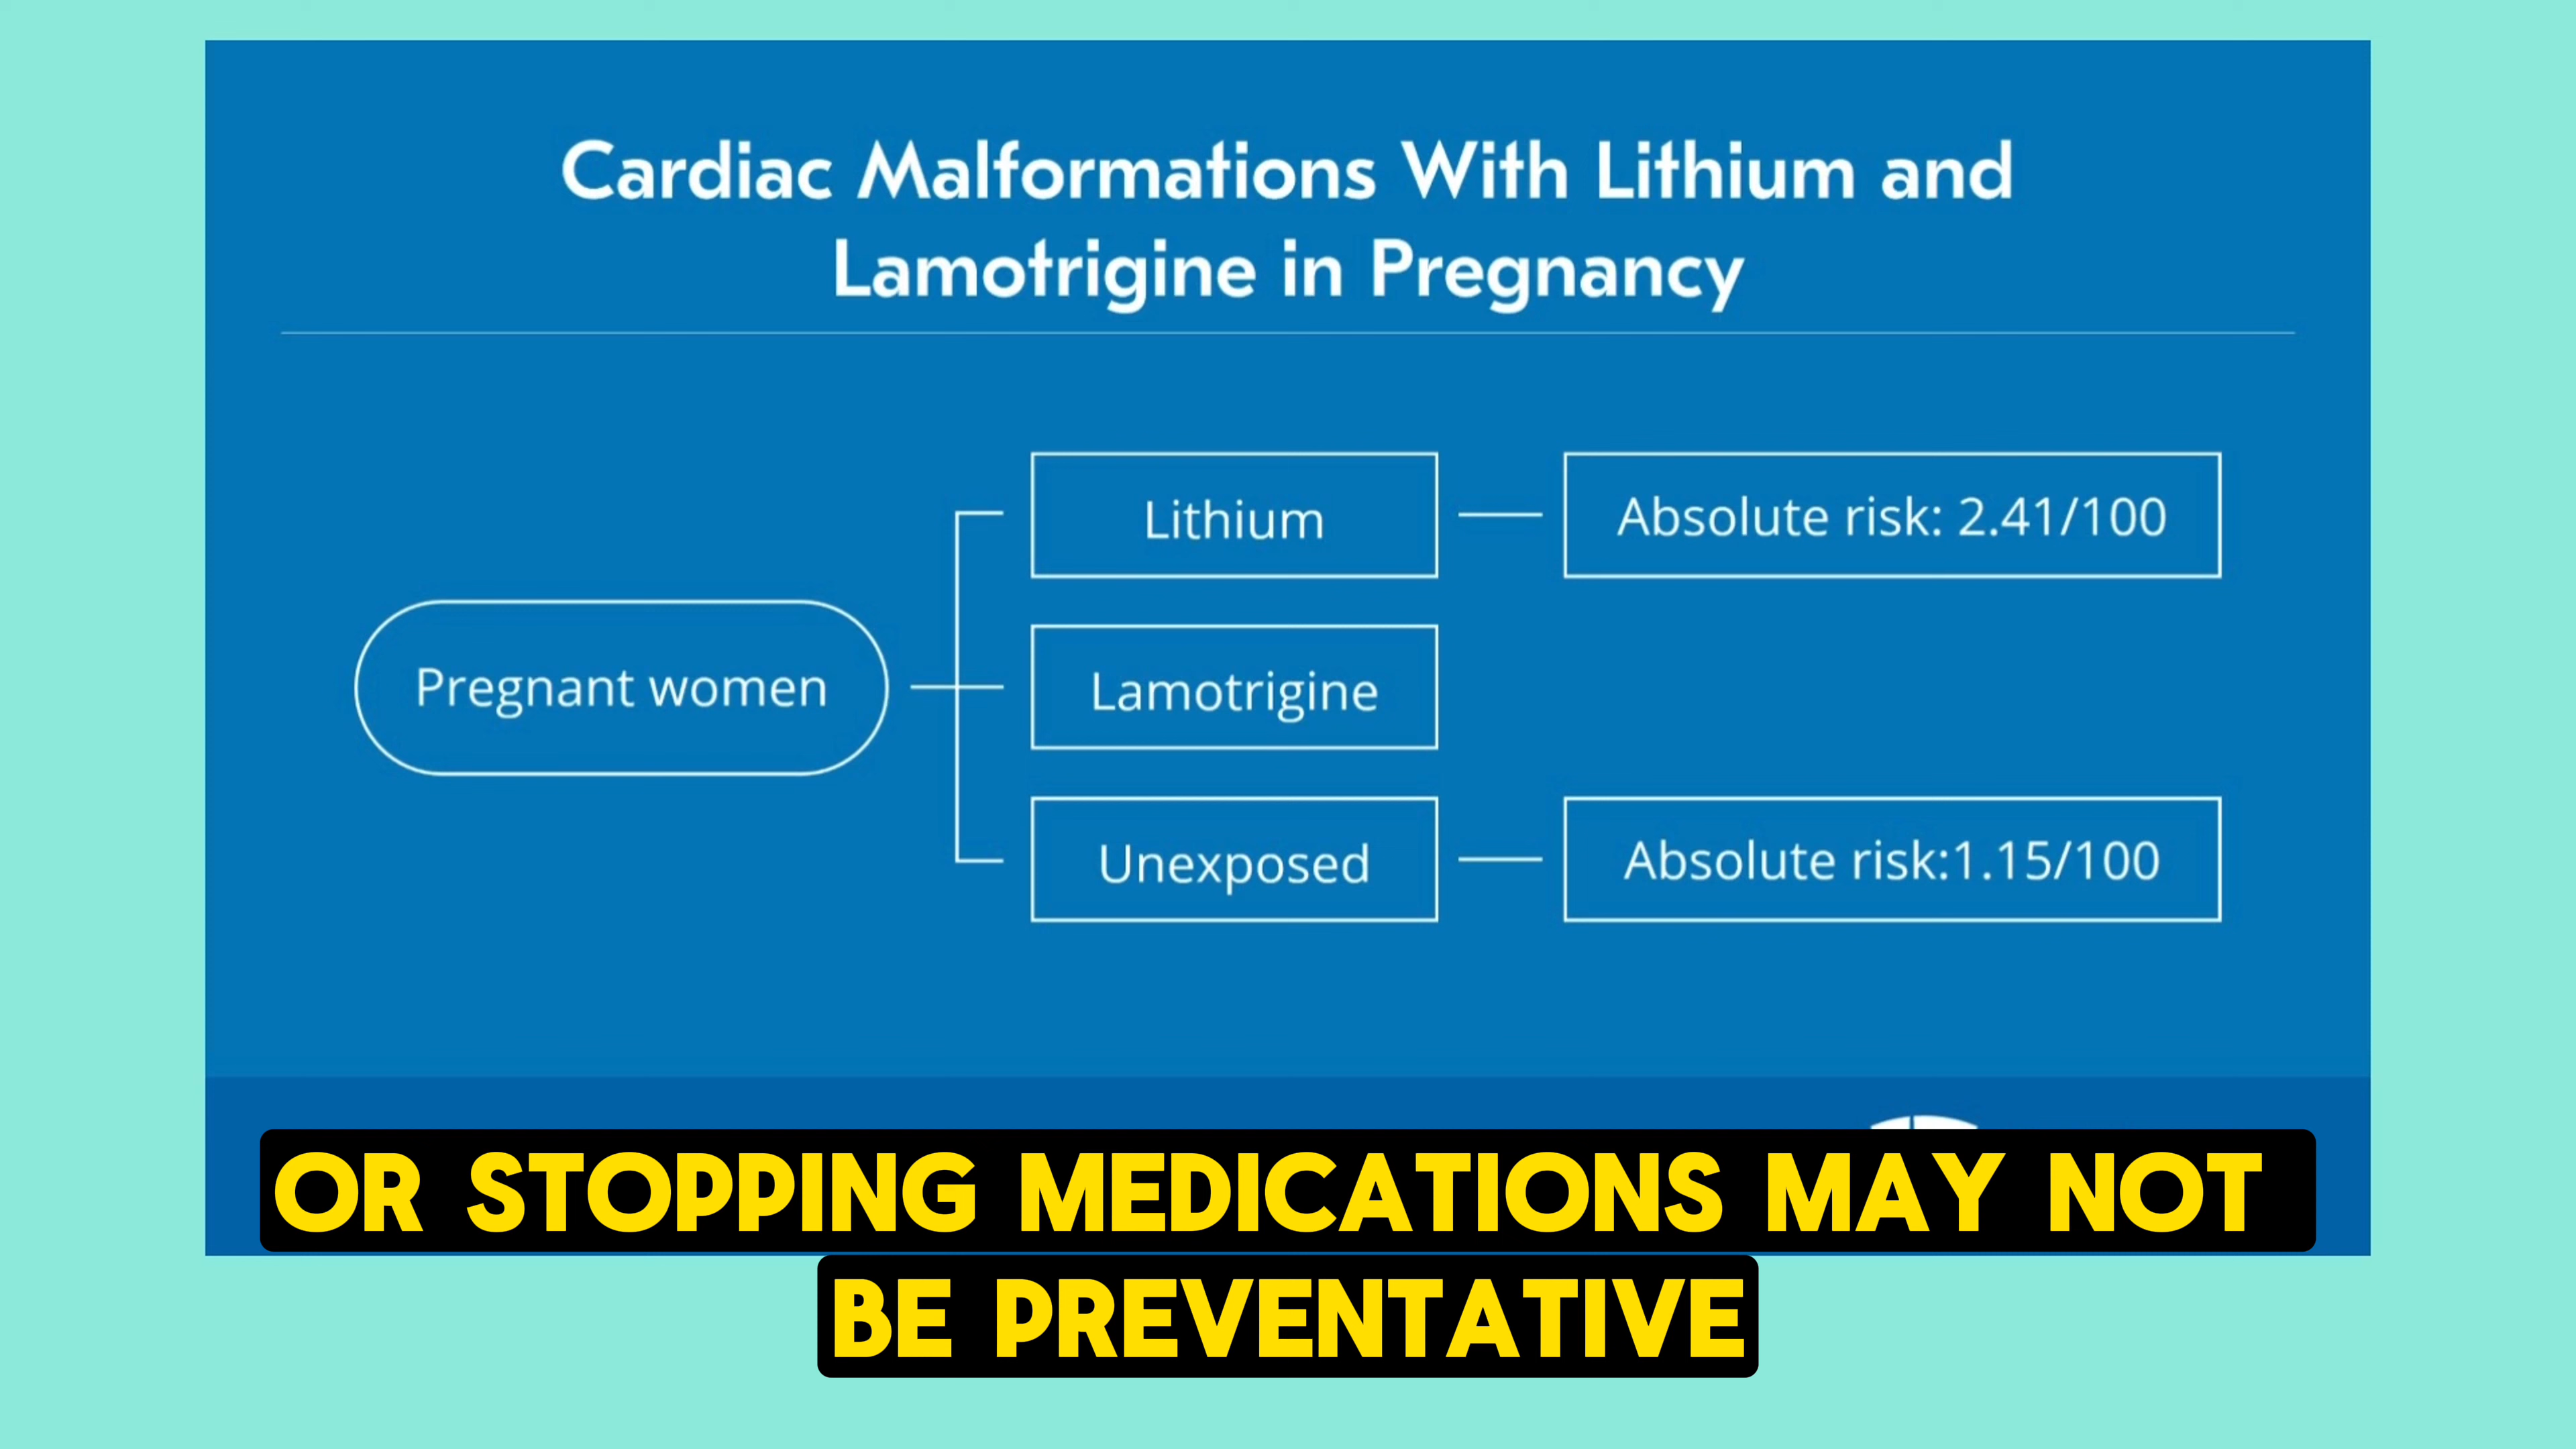 Cardiac Malformations With Lithium and
Lamotrigine in Pregnancy
Lithium
Absolute risk: 2.41/100
Pregnant women
Lamotrigine
Unexposed
Absolute risk:1.15/100
OR STOPPING MEDICATIONS MAY NOT
BE PREVENTATIVE